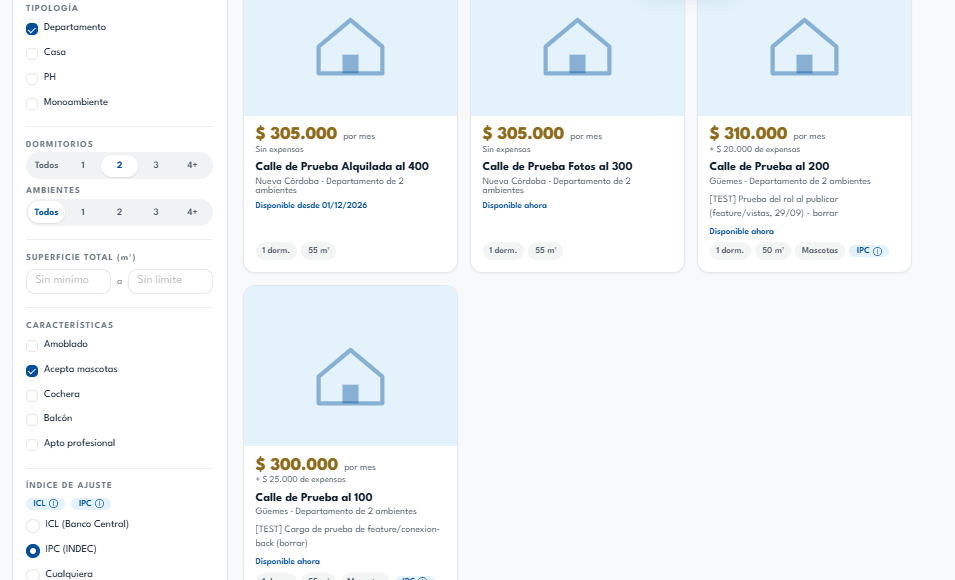 TIPOLOGÍA
Departamento
Casa
PH
Monoambiente
DORMITORIOS
Todos 1 2 3 4+
AMBIENTES
Todos 1 2 3 4+
SUPERFICIE TOTAL (m²)
Sin mínimo a Sin límite
CARACTERÍSTICAS
Amoblado
Acepta mascotas
Cochera
Balcón
Apto profesional
ÍNDICE DE AJUSTE
ICL IPC
ICL (Banco Central)
IPC (INDEC)
Cualquiera
$ 305.000 por mes
Sin expensas
Calle de Prueba Alquilada al 400
Nueva Córdoba · Departamento de 2
ambientes
Disponible desde 01/12/2026
1 dorm. 55 m²
$ 305.000 por mes
Sin expensas
Calle de Prueba Fotos al 300
Nueva Córdoba · Departamento de 2
ambientes
Disponible ahora
1 dorm. 55 m²
$ 310.000 por mes
+ $ 20.000 de expensas
Calle de Prueba al 200
Güemes · Departamento de 2 ambientes
[TEST] Prueba del rol al publicar
(feature/vistas, 29/09) - borrar
Disponible ahora
1 dorm. 50 m² Mascotas IPC
$ 300.000 por mes
+ $ 25.000 de expensas
Calle de Prueba al 100
Güemes · Departamento de 2 ambientes
[TEST] Carga de prueba de feature/conexion-
back (borrar)
Disponible ahora
1 dorm. 55 m² Mascotas IPC